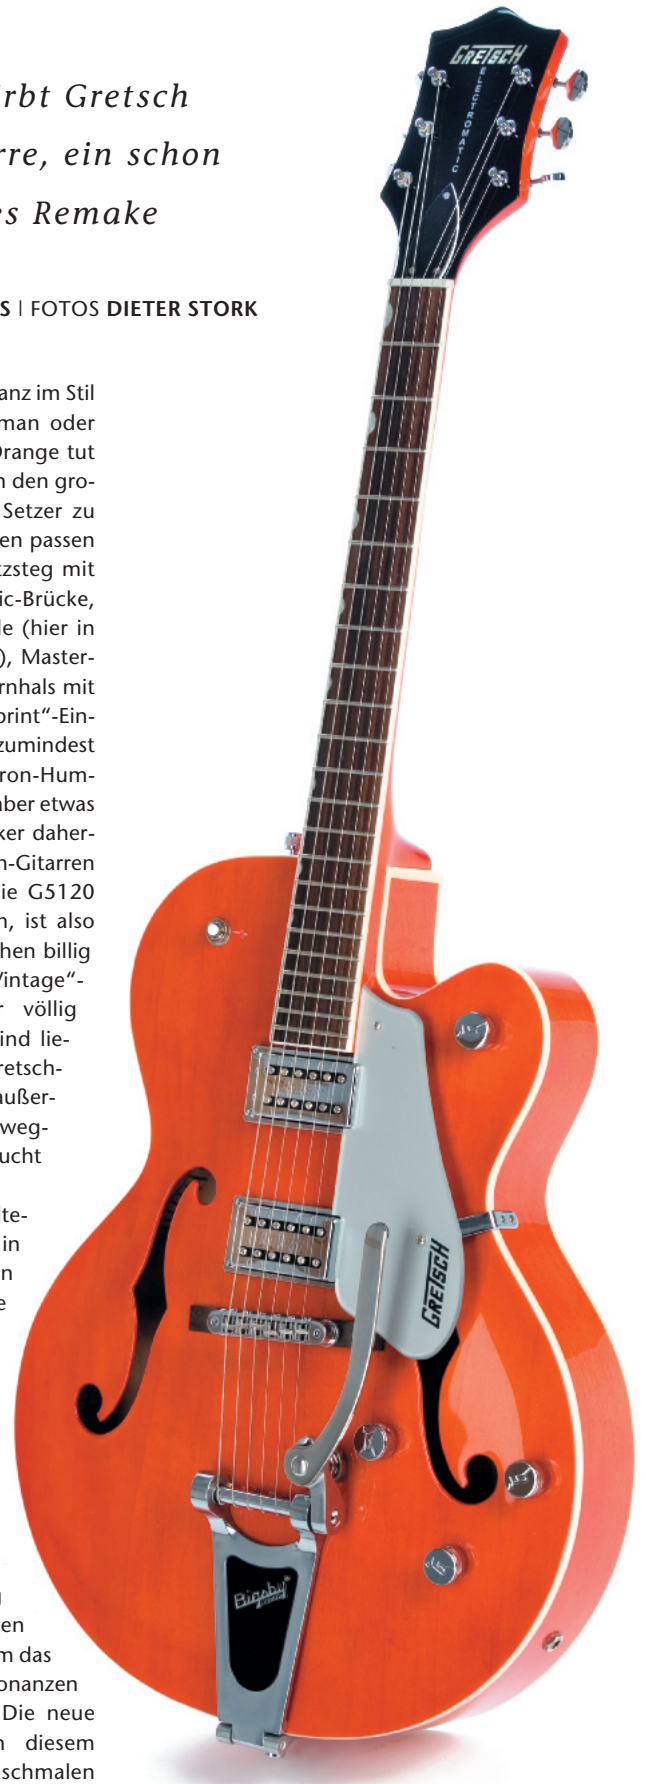 rbt Gretsch
rre, ein schon
es Remake
S | FOTOS DIETER STORK
anz im Stil
man oder
Orange tut
n den gro-
Setzer zu
en passen
zsteg mit
ic-Brücke,
le (hier in
), Master-
rnhals mit
print“-Ein-
zumindest
ron-Hum-
aber etwas
ker daher-
n-Gitarren
ie G5120
n, ist also
hen billig
Vintage“-
r völlig
ind lie-
retsch-
außer-
weg-
ucht
lte-
in
n
e
g
en
m das
onanzen
Die neue
n diesem
schmalen
GRETSCH
ELECTROMATIC
GRETSCH
Bigsby